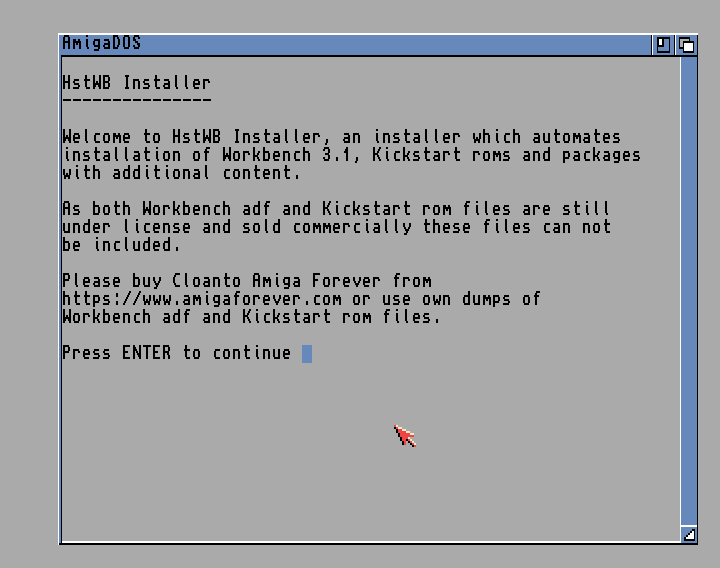 AmigaDOS
HstWB Installer
---------------
Welcome to HstWB Installer, an installer which automates
installation of Workbench 3.1, Kickstart roms and packages
with additional content.
As both Workbench adf and Kickstart rom files are still
under license and sold commercially these files can not
be included.
Please buy Cloanto Amiga Forever from
https://www.amigaforever.com or use own dumps of
Workbench adf and Kickstart rom files.
Press ENTER to continue